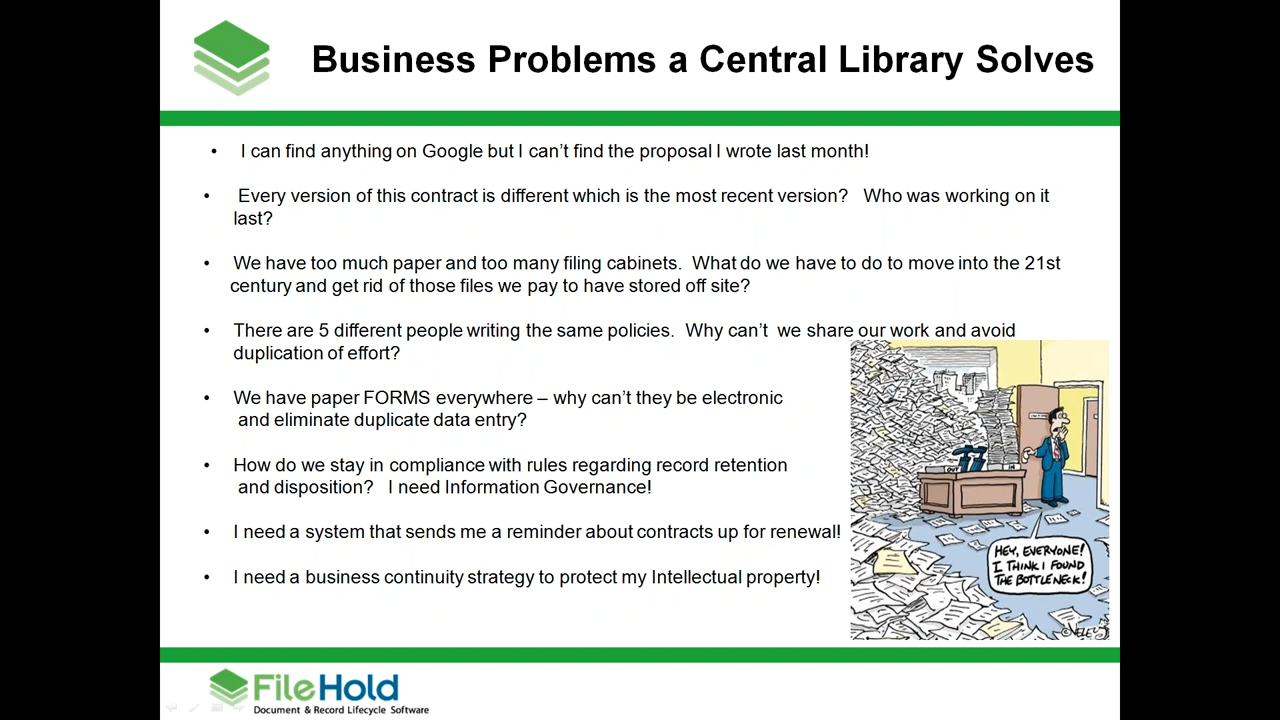 Business Problems a Central Library Solves
• I can find anything on Google but I can't find the proposal I wrote last month!
• Every version of this contract is different which is the most recent version? Who was working on it
last?
• We have too much paper and too many filing cabinets. What do we have to do to move into the 21st
century and get rid of those files we pay to have stored off site?
• There are 5 different people writing the same policies. Why can't we share our work and avoid
duplication of effort?
• We have paper FORMS everywhere – why can't they be electronic
and eliminate duplicate data entry?
• How do we stay in compliance with rules regarding record retention
and disposition? I need Information Governance!
• I need a system that sends me a reminder about contracts up for renewal!
• I need a business continuity strategy to protect my Intellectual property!
HEY, EVERYONE!
I THINK I FOUND
THE BOTTLENECK!
FileHold
Document & Record Lifecycle Software